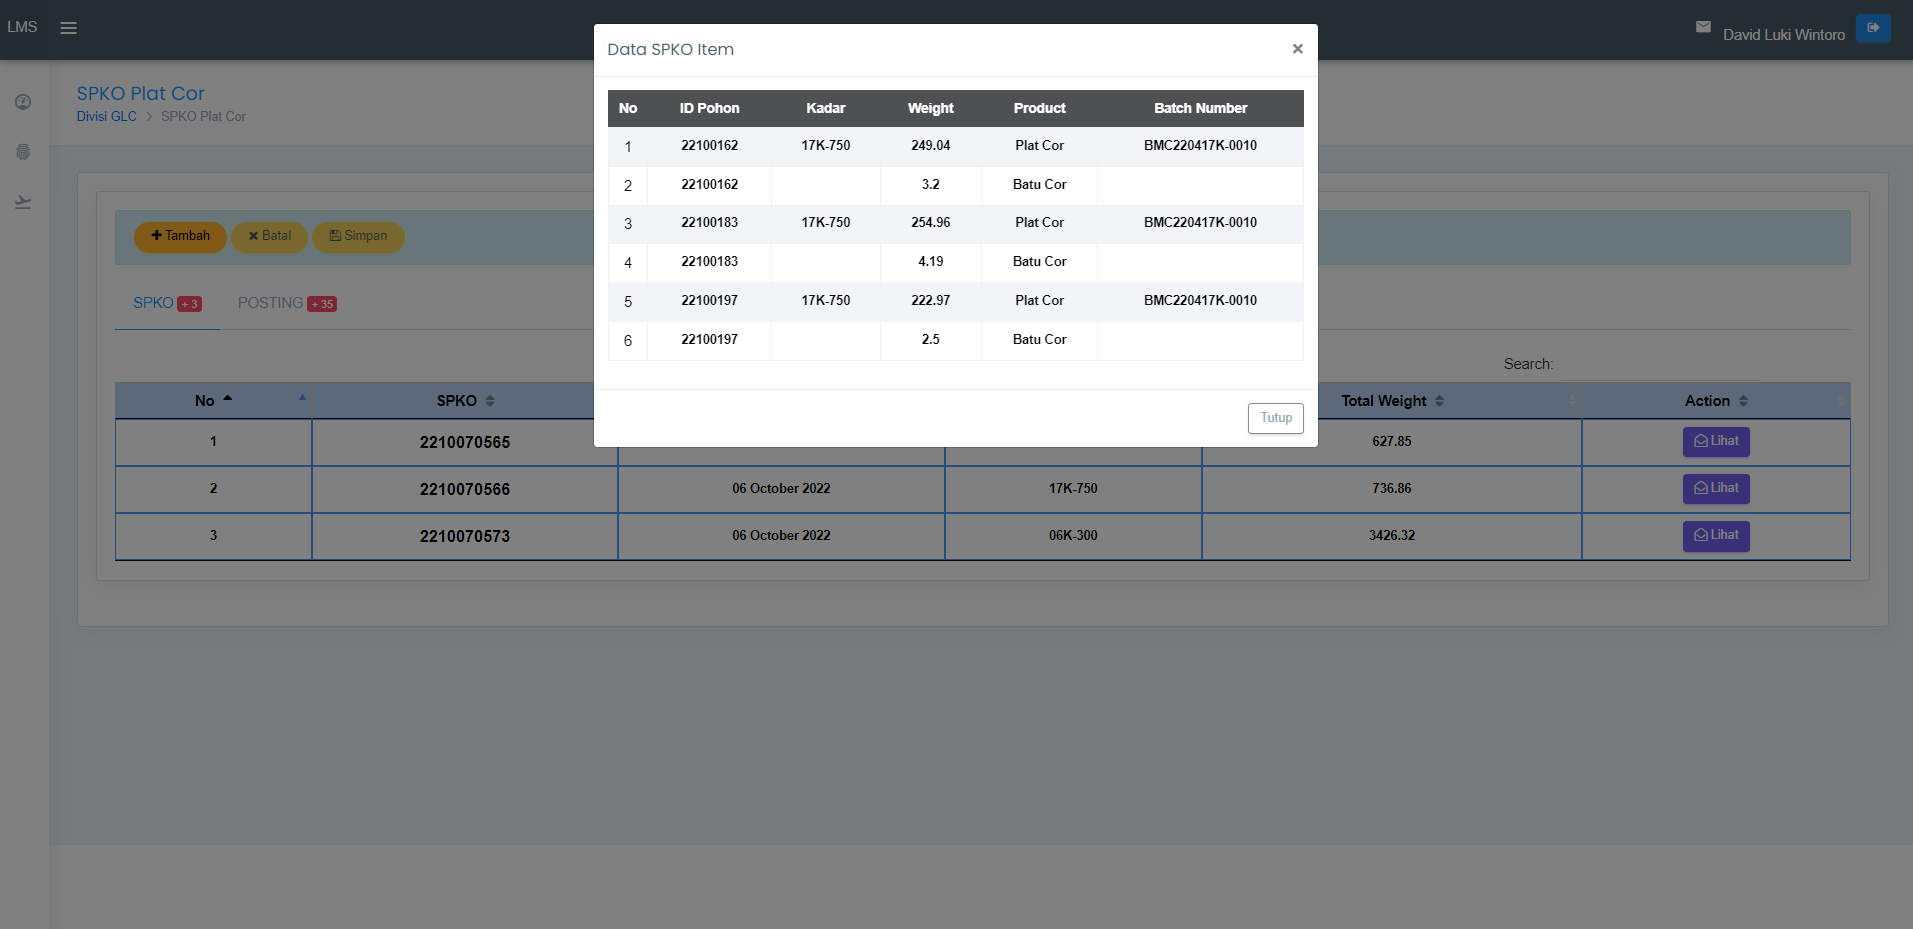 LMS
David Luki Wintoro
SPKO Plat Cor
Divisi GLC > SPKO Plat Cor
Tambah Batal Simpan
SPKO + 3 POSTING + 35
Search:
No SPKO Total Weight Action
1 2210070565 627.85 Lihat
2 2210070566 06 October 2022 17K-750 736.86 Lihat
3 2210070573 06 October 2022 06K-300 3426.32 Lihat
Data SPKO Item ×
No ID Pohon Kadar Weight Product Batch Number
1 22100162 17K-750 249.04 Plat Cor BMC220417K-0010
2 22100162 3.2 Batu Cor
3 22100183 17K-750 254.96 Plat Cor BMC220417K-0010
4 22100183 4.19 Batu Cor
5 22100197 17K-750 222.97 Plat Cor BMC220417K-0010
6 22100197 2.5 Batu Cor
Tutup